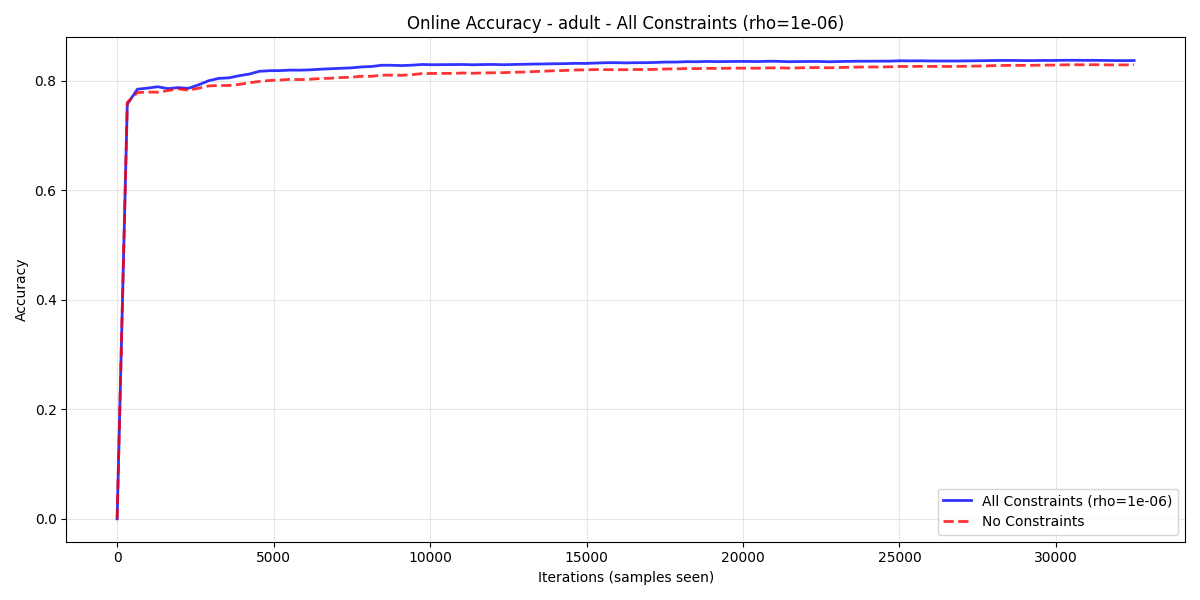 Online Accuracy - adult - All Constraints (rho=1e-06)
Accuracy
0.8
0.6
0.4
0.2
0.0
0 5000 10000 15000 20000 25000 30000
Iterations (samples seen)
All Constraints (rho=1e-06)
No Constraints